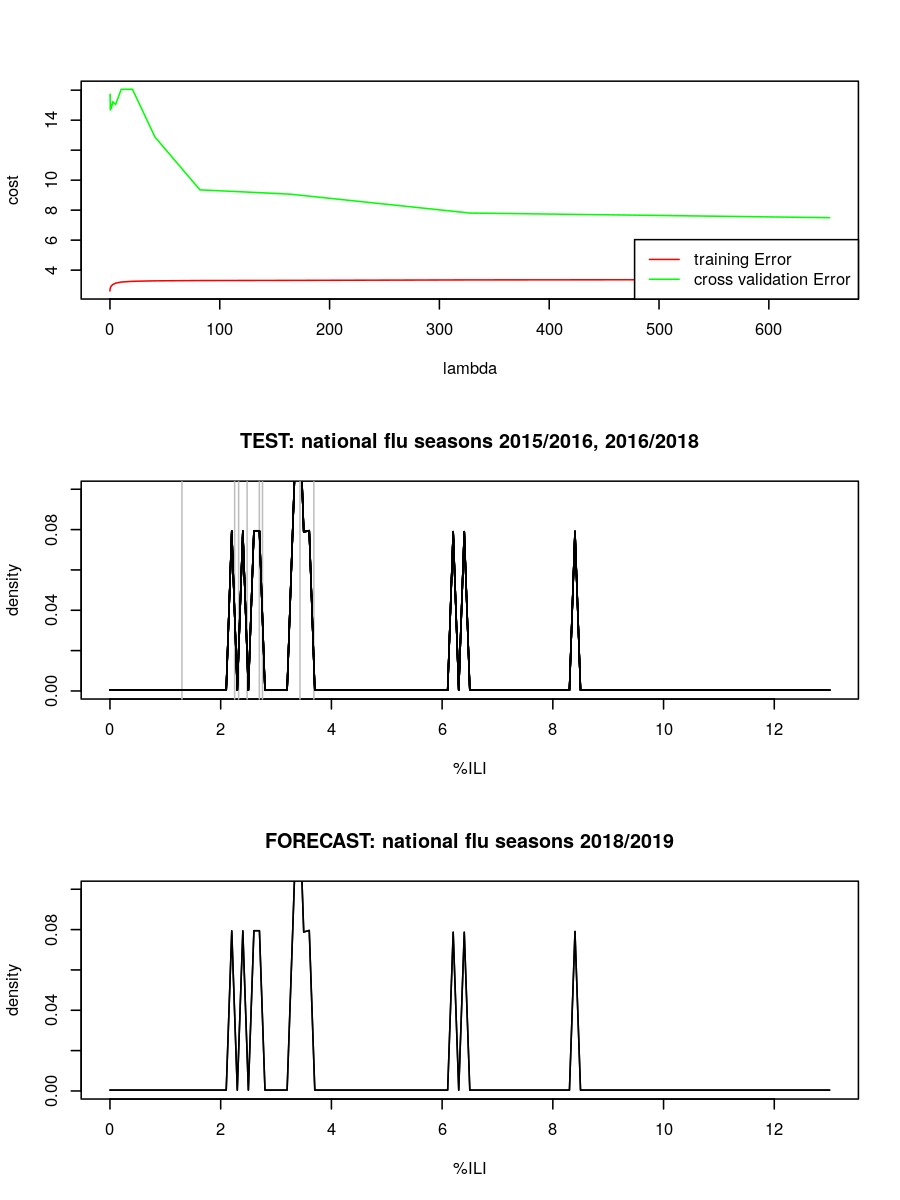 cost
14
10
8
6
4
training Error
cross validation Error
0 100 200 300 400 500 600
lambda
TEST: national flu seasons 2015/2016, 2016/2018
density
0.08
0.04
0.00
0 2 4 6 8 10 12
%ILI
FORECAST: national flu seasons 2018/2019
density
0.08
0.04
0.00
0 2 4 6 8 10 12
%ILI